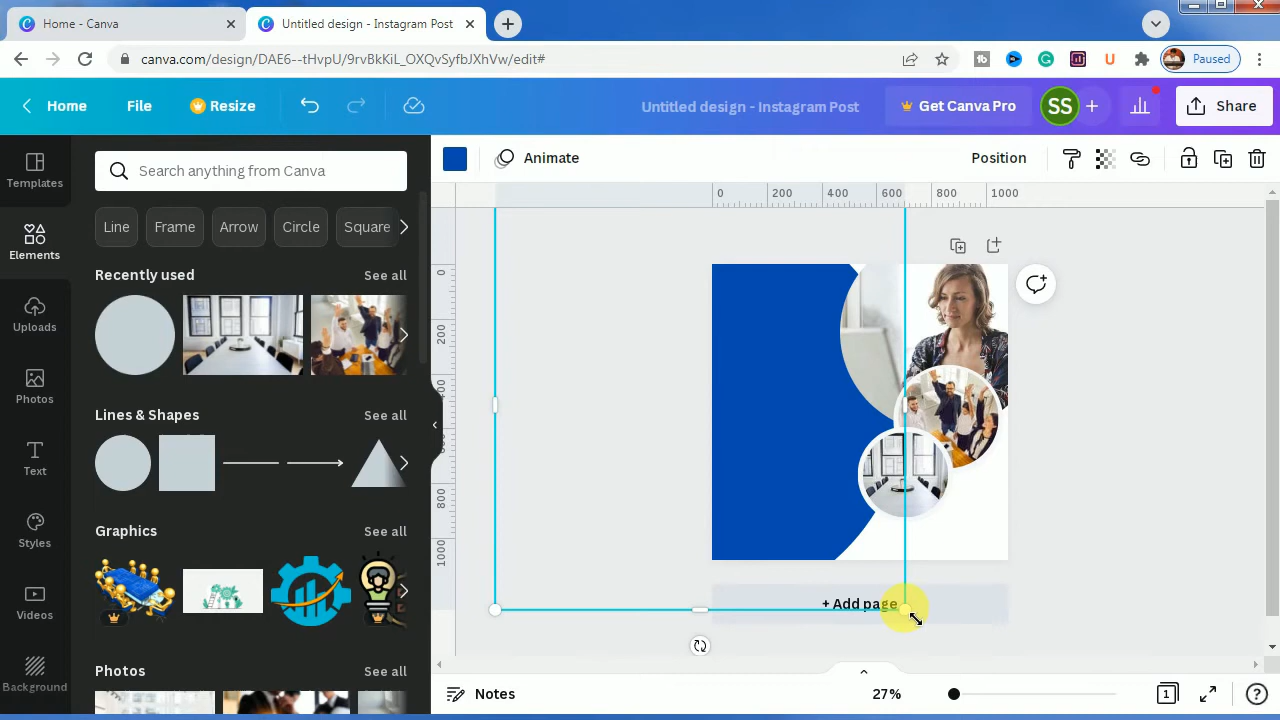 Home - Canva
Untitled design - Instagram Post
canva.com/design/DAE6--tHvpU/9rvBkKiL_OXQvSyfHXhVw/edit#
Paused
Home
File
Resize
Untitled design - Instagram Post
Get Canva Pro
SS
Share
Templates
Elements
Uploads
Photos
Text
Styles
Videos
Background
Search anything from Canva
Line
Frame
Arrow
Circle
Square
Recently used
See all
Lines & Shapes
See all
Graphics
See all
Photos
See all
Animate
Position
0 200 400 600 800 1000
0
200
400
800
1000
+ Add page
Notes
27%
1